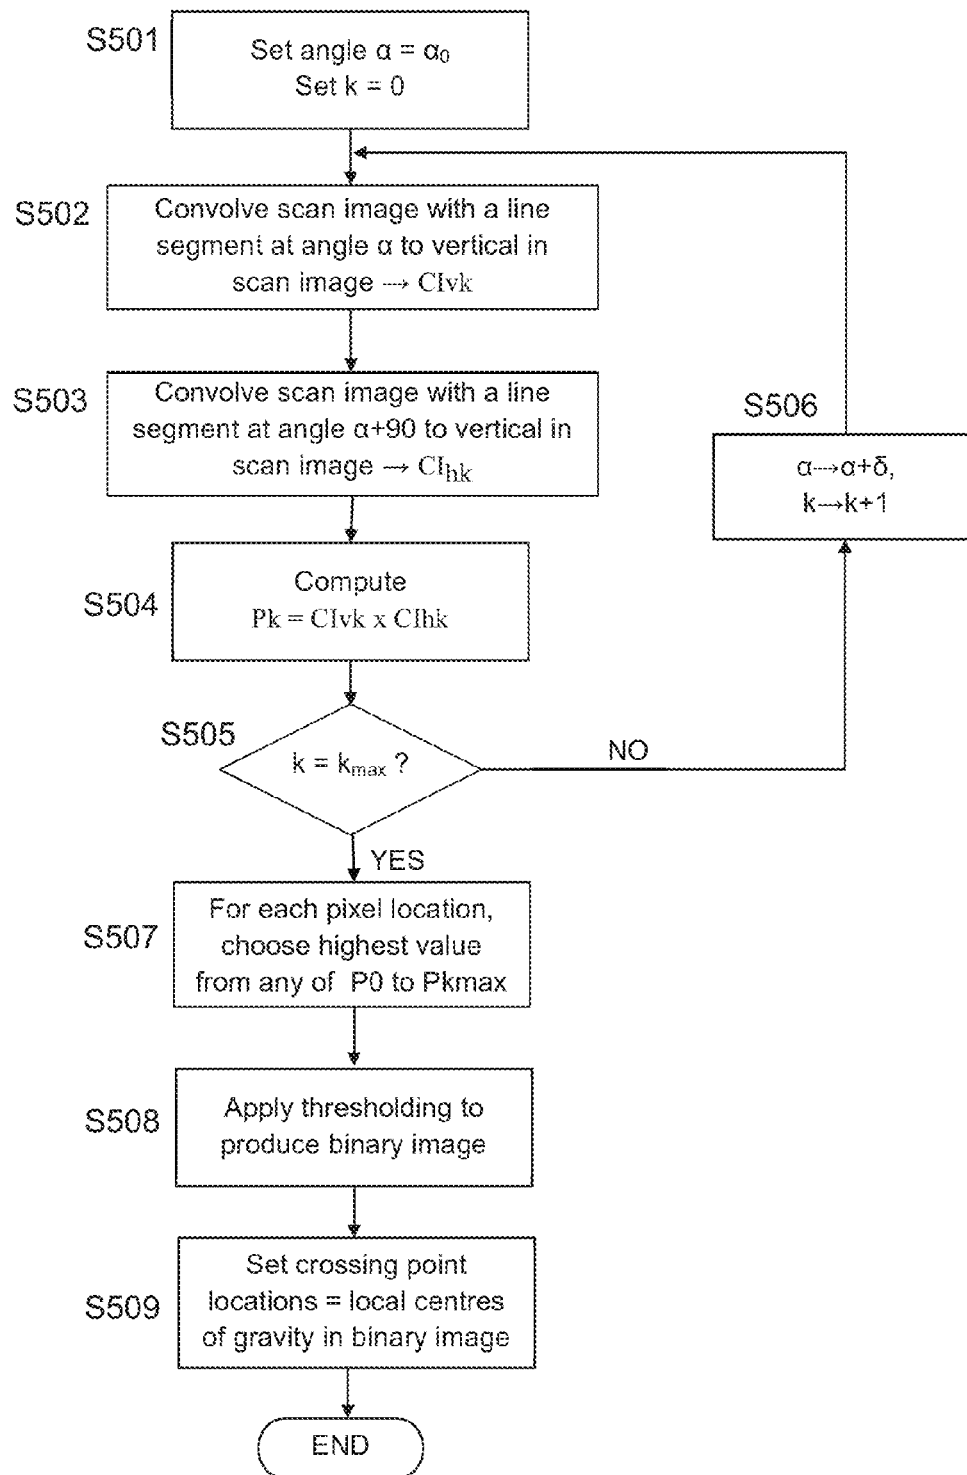 S501
Set angle α = α₀
Set k = 0
S502
Convolve scan image with a line
segment at angle α to vertical in
scan image → CIvk
S503
Convolve scan image with a line
segment at angle α+90 to vertical in
scan image → CIhk
S506
α→α+δ,
k→k+1
S504
Compute
Pk = CIvk x CIhk
S505
k = kmax ?
NO
YES
S507
For each pixel location,
choose highest value
from any of P0 to Pkmax
S508
Apply thresholding to
produce binary image
S509
Set crossing point
locations = local centres
of gravity in binary image
END